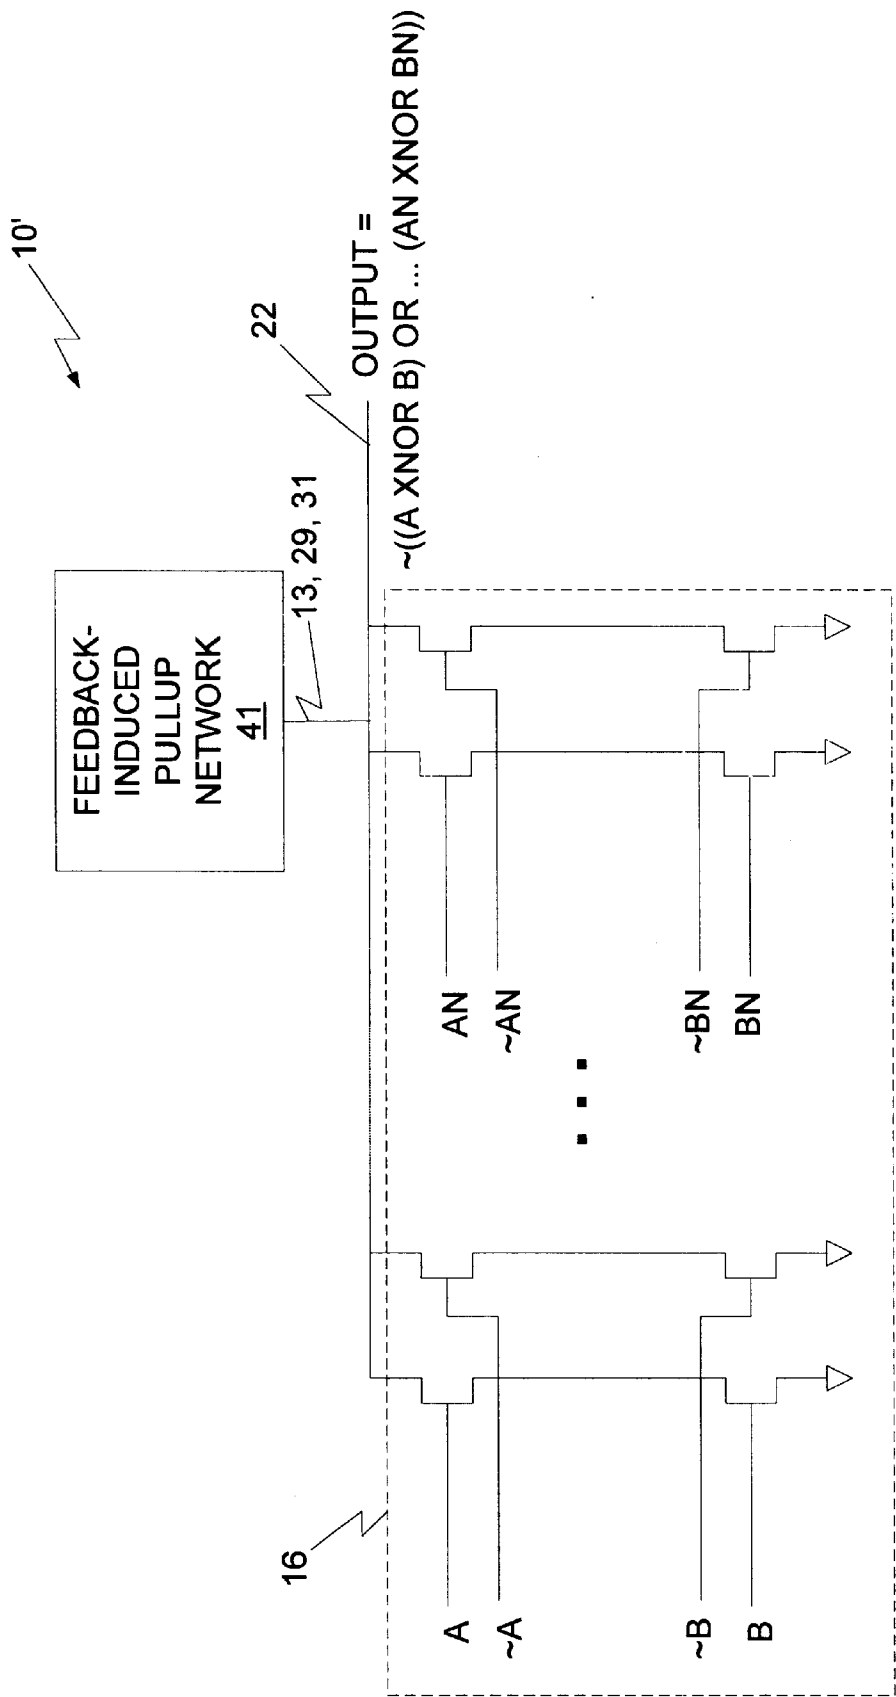 10'
FEEDBACK-
INDUCED
PULLUP
NETWORK
41
13, 29, 31
22
OUTPUT =
~((A XNOR B) OR ... (AN XNOR BN))
16
A
~A
~B
B
AN
~AN
~BN
BN